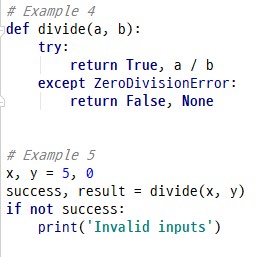 # Example 4
def divide(a, b):
    try:
        return True, a / b
    except ZeroDivisionError:
        return False, None
# Example 5
x, y = 5, 0
success, result = divide(x, y)
if not success:
    print('Invalid inputs')